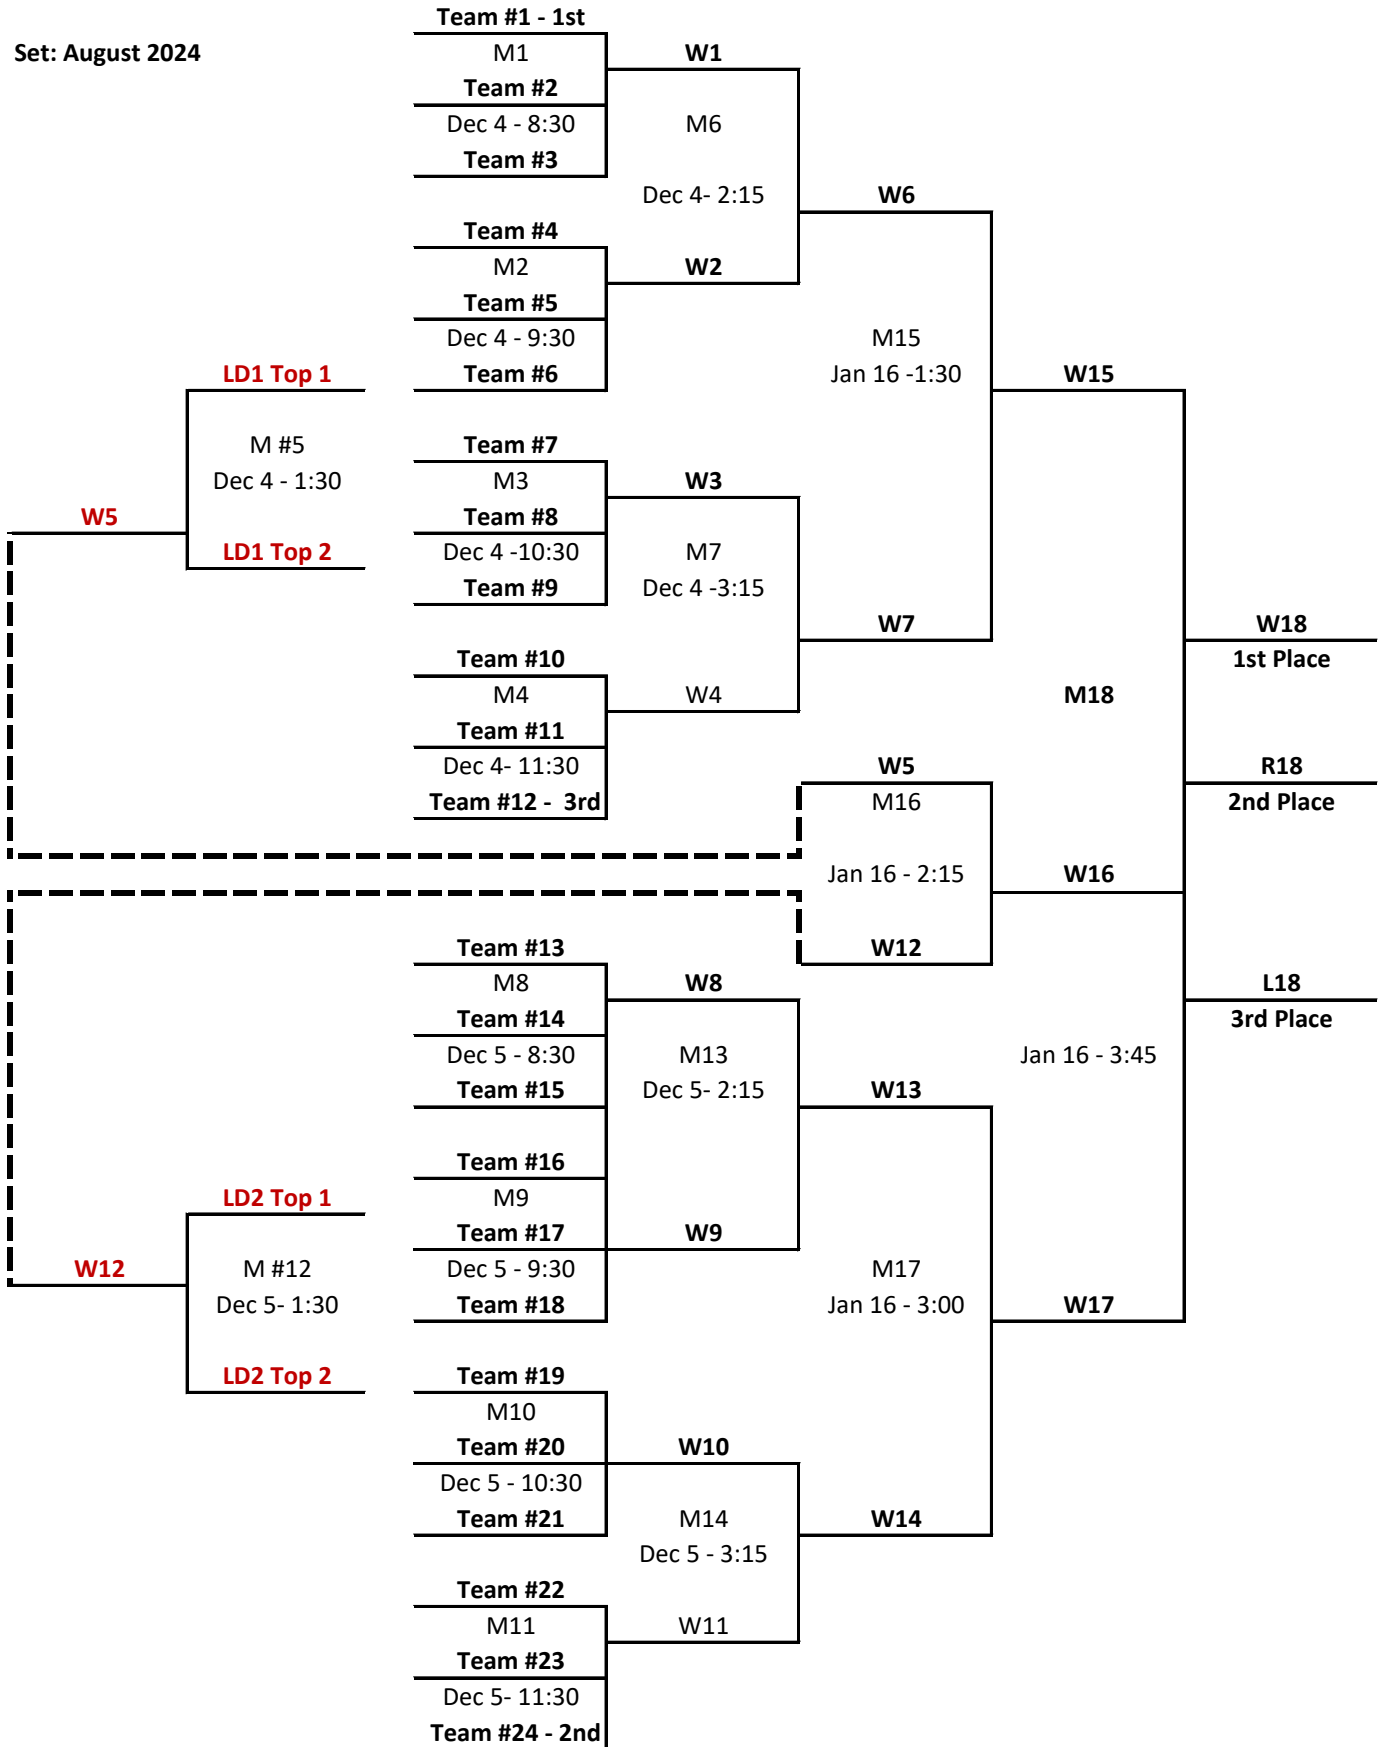 Team #1 - 1st
Set: August 2024
M1
W1
Team #2
Dec 4 - 8:30
M6
Team #3
Dec 4- 2:15
W6
Team #4
M2
W2
Team #5
Dec 4 - 9:30
M15
LD1 Top 1
Team #6
Jan 16 -1:30
W15
M #5
Team #7
Dec 4 - 1:30
M3
W3
W5
Team #8
LD1 Top 2
Dec 4 -10:30
M7
Team #9
Dec 4 -3:15
W7
W18
Team #10
1st Place
M4
W4
M18
Team #11
Dec 4- 11:30
W5
R18
Team #12 -  3rd
M16
2nd Place
Jan 16 - 2:15
W16
Team #13
W12
M8
W8
L18
Team #14
3rd Place
Dec 5 - 8:30
M13
Jan 16 - 3:45
Team #15
Dec 5- 2:15
W13
Team #16
LD2 Top 1
M9
Team #17
W9
W12
M #12
Dec 5 - 9:30
M17
Dec 5- 1:30
Team #18
Jan 16 - 3:00
W17
LD2 Top 2
Team #19
M10
Team #20
W10
Dec 5 - 10:30
Team #21
M14
W14
Dec 5 - 3:15
Team #22
M11
W11
Team #23
Dec 5- 11:30
Team #24 - 2nd